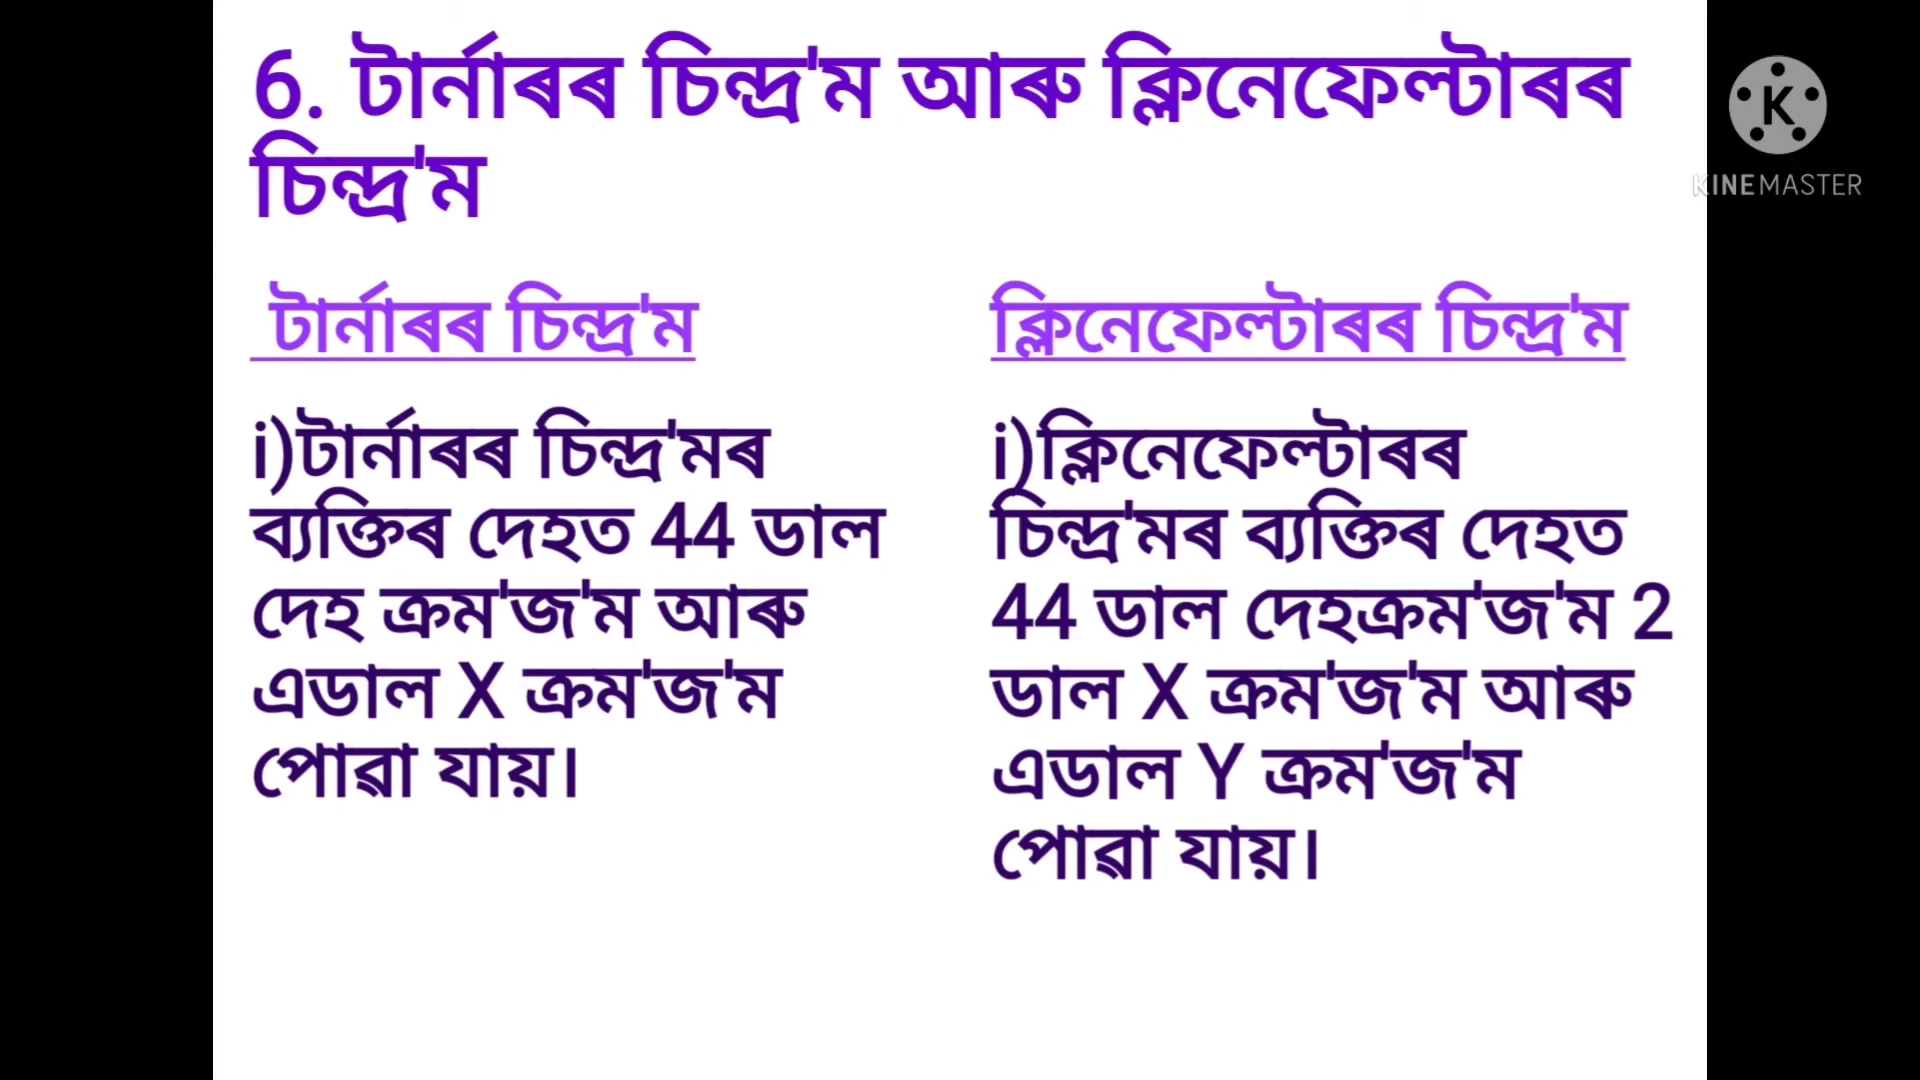 6. টাৰ্নাৰৰ চিন্দ্ৰ'ম আৰু ক্লিনেফেল্টাৰৰ
চিন্দ্ৰ'ম
টাৰ্নাৰৰ চিন্দ্ৰ'ম
i)টাৰ্নাৰৰ চিন্দ্ৰ'মৰ
ব্যক্তিৰ দেহত 44 ডাল
দেহ ক্ৰম'জ'ম আৰু
এডাল X ক্ৰম'জ'ম
পোৱা যায়।
ক্লিনেফেল্টাৰৰ চিন্দ্ৰ'ম
i)ক্লিনেফেল্টাৰৰ
চিন্দ্ৰ'মৰ ব্যক্তিৰ দেহত
44 ডাল দেহক্ৰম'জ'ম 2
ডাল X ক্ৰম'জ'ম আৰু
এডাল Y ক্ৰম'জ'ম
পোৱা যায়।
K
KINEMASTER